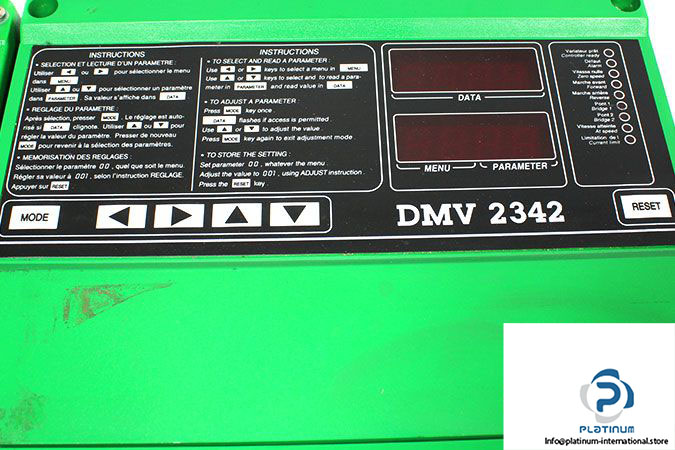 INSTRUCTIONS
• SELECTION ET LECTURE D'UN PARAMETRE :
Utiliser ◄ ou ► pour sélectionner le menu
dans MENU
Utiliser ▲ ou ▼ pour sélectionner un paramètre
dans PARAMETER . Sa valeur s'affiche dans DATA
• REGLAGE DU PARAMETRE :
Après sélection, presser MODE . Le réglage est auto-
risé si DATA clignote. Utiliser ▲ ou ▼ pour
régler la valeur du paramètre. Presser de nouveau
MODE pour revenir à la sélection des paramètres.
• MEMORISATION DES REGLAGES :
Sélectionner le paramètre 00 , quel que soit le menu.
Régler sa valeur à 001 , selon l'instruction REGLAGE.
Appuyer sur RESET
INSTRUCTIONS
• TO SELECT AND READ A PARAMETER :
Use ◄ or ► keys to select a menu in MENU
Use ▲ or ▼ keys to select and to read a para-
meter in PARAMETER and read value in DATA
• TO ADJUST A PARAMETER :
Press MODE key once
DATA flashes if access is permitted .
Use ▲ or ▼ to adjust the value .
Press MODE key again to exit adjustment mode .
• TO STORE THE SETTING :
Set parameter 00 , whatever the menu .
Adjust the value to 001 , using ADJUST instruction .
Press the RESET key .
DATA
MENU PARAMETER
Variateur prêt
Controller ready
Défaut
Alarm
Vitesse nulle
Zero speed
Marche avant
Forward
Marche arrière
Reverse
Pont 1
Bridge 1
Pont 2
Bridge 2
Vitesse atteinte
At speed
Limitation de I
Current limit
MODE ◄ ► ▲ ▼
DMV 2342
RESET
PLATINUM
info@platinum-international.store